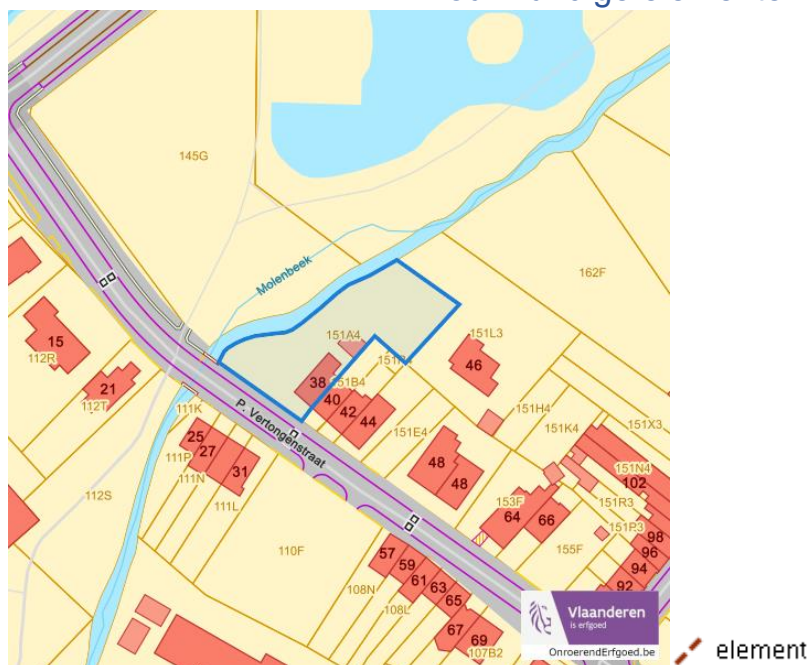 145G
Molenbeek
162F
15
112R
21
112T
151A4
38
151B4
40
42
44
151L3
46
111K
P. Vertongenstraat
25
27
31
111P
111N
111L
151E4
151H4
151K4
151X3
151N4
102
151R3
151P3
48
48
153F
64
66
155F
98
96
94
92
112S
110F
57
59
61
63
65
67
69
108N
108L
107B2
Vlaanderen
is erfgoed
OnroerendErfgoed.be
element